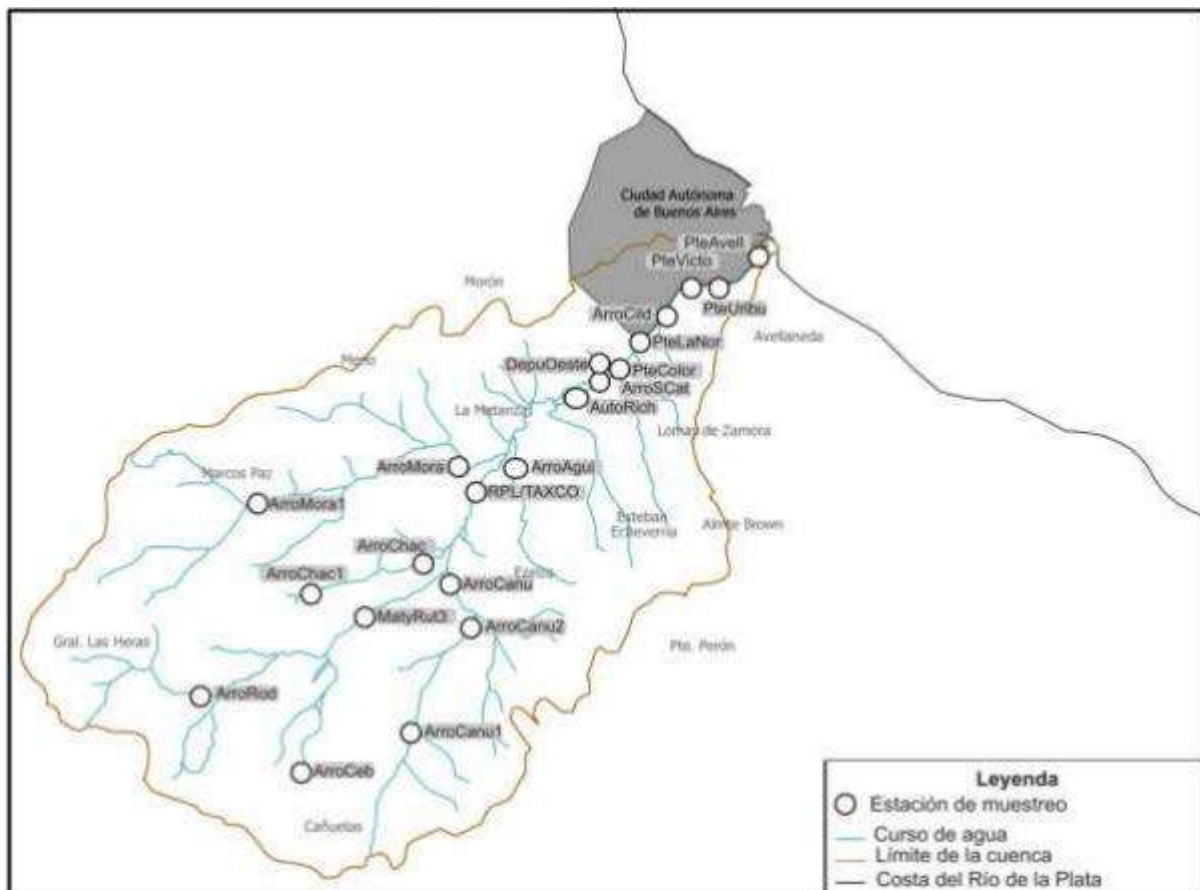 Ciudad Autónoma
de Buenos Aires
PteAvell
PteVicto
Morón
PteUribu
ArroCild
Avellaneda
PteLaNor
DepuOeste
PteColor
ArroSCat
AutoRich
La Matanza
Lomas de Zamora
ArroMora
ArroAgui
Marcos Paz
RPL/TAXCO
ArroMora1
Esteban
Echeverría
Almte Brown
ArroChac
Ezeiza
ArroChac1
ArroCanu
MatyRut3
ArroCanu2
Gral. Las Heras
Pte. Perón
ArroRod
ArroCanu1
ArroCeb
Cañuelas
Leyenda
Estación de muestreo
Curso de agua
Límite de la cuenca
Costa del Río de la Plata